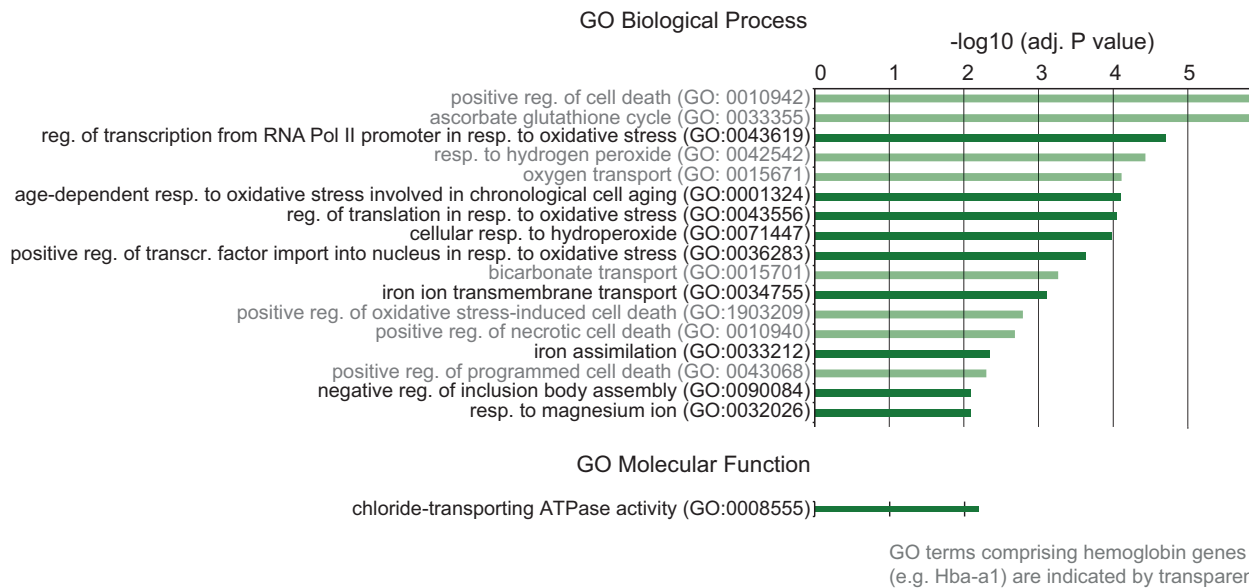 GO Biological Process
-log10 (adj. P value)
0 1 2 3 4 5
positive reg. of cell death (GO: 0010942)
ascorbate glutathione cycle (GO: 0033355)
reg. of transcription from RNA Pol II promoter in resp. to oxidative stress (GO:0043619)
resp. to hydrogen peroxide (GO: 0042542)
oxygen transport (GO: 0015671)
age-dependent resp. to oxidative stress involved in chronological cell aging (GO:0001324)
reg. of translation in resp. to oxidative stress (GO:0043556)
cellular resp. to hydroperoxide (GO:0071447)
positive reg. of transcr. factor import into nucleus in resp. to oxidative stress (GO:0036283)
bicarbonate transport (GO:0015701)
iron ion transmembrane transport (GO:0034755)
positive reg. of oxidative stress-induced cell death (GO:1903209)
positive reg. of necrotic cell death (GO: 0010940)
iron assimilation (GO:0033212)
positive reg. of programmed cell death (GO: 0043068)
negative reg. of inclusion body assembly (GO:0090084)
resp. to magnesium ion (GO:0032026)
GO Molecular Function
chloride-transporting ATPase activity (GO:0008555)
GO terms comprising hemoglobin genes
(e.g. Hba-a1) are indicated by transparen